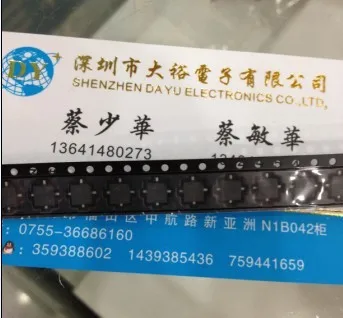 DY
深圳市大裕電子有限公司
SHENZHEN DAYU ELECTRONICS CO.,LTD.
蔡少華 蔡敏華
13641480273
福田区中航路新亚洲N1B042柜
: 0755-36686160
: 359388602 1439385436 759441659